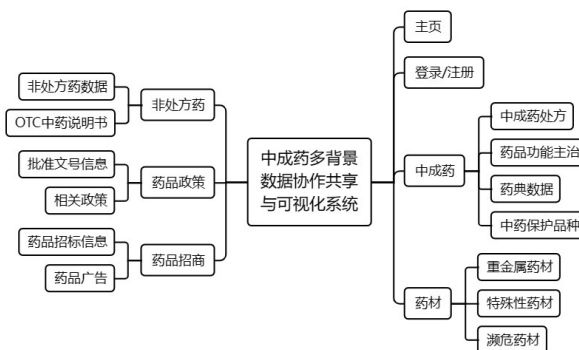 中成药多背景
数据协作共享
与可视化系统
非处方药
非处方药数据
OTC中药说明书
药品政策
批准文号信息
相关政策
药品招商
药品招标信息
药品广告
主页
登录/注册
中成药
中成药处方
药品功能主治
药典数据
中药保护品种
药材
重金属药材
特殊性药材
濒危药材